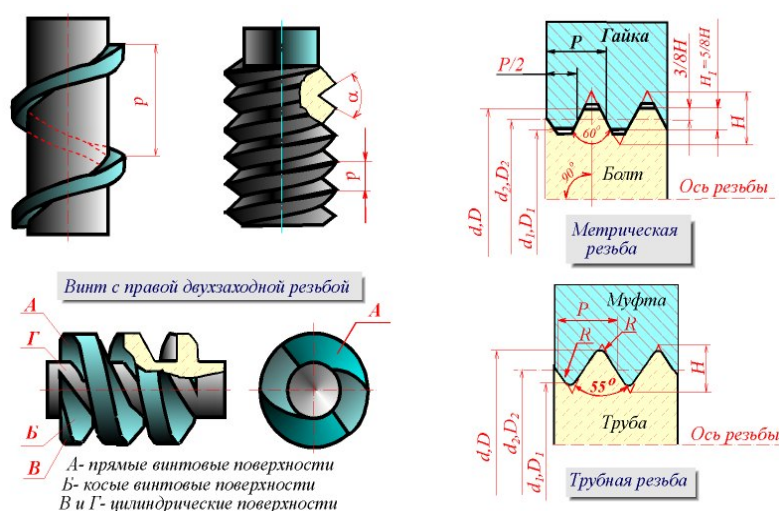 p
α
p
Винт с правой двухзаходной резьбой
А
Г
Б
В
А
А- прямые винтовые поверхности
Б- косые винтовые поверхности
В и Г- цилиндрические поверхности
Гайка
P
P/2
3/8H
H₁=5/8H
H
60°
90°
Болт
Ось резьбы
d,D
d₂,D₂
d₁,D₁
Метрическая
резьба
Муфта
P
R
R
H
55°
Труба
Ось резьбы
d,D
d₂,D₂
d₁,D₁
Трубная резьба